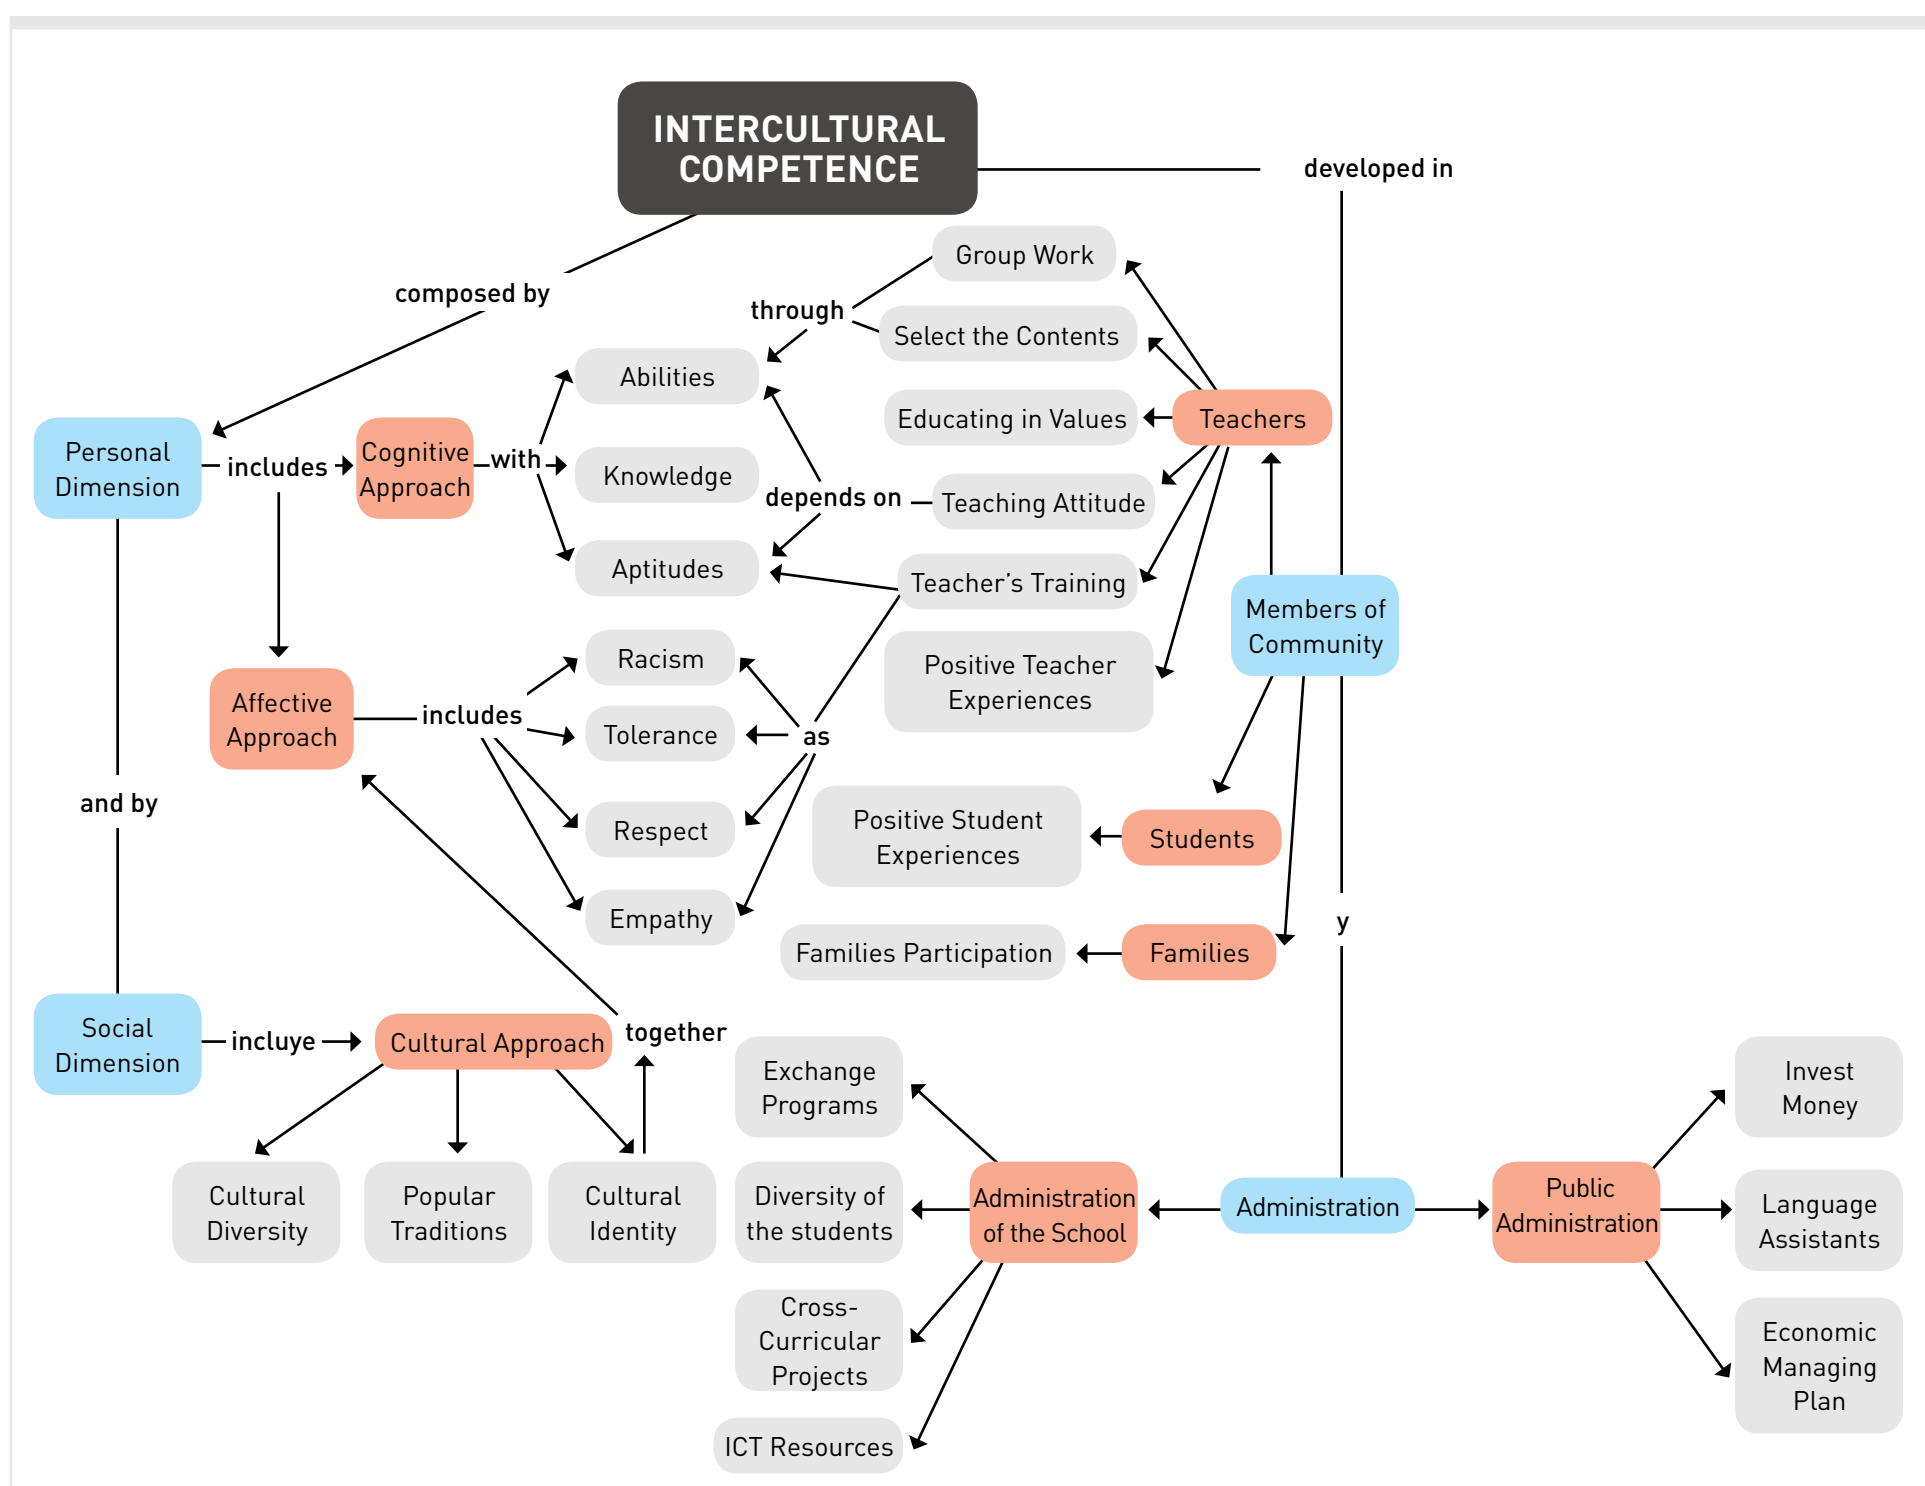 INTERCULTURAL
COMPETENCE
developed in
composed by
Group Work
through
Select the Contents
Abilities
Educating in Values
Teachers
Personal
Dimension
includes
Cognitive
Approach
with
Knowledge
depends on
Teaching Attitude
Aptitudes
Teacher's Training
Members of
Community
Racism
Positive Teacher
Experiences
Affective
Approach
includes
Tolerance
as
and by
Respect
Positive Student
Experiences
Students
Empathy
Families Participation
Families
y
Social
Dimension
incluye
Cultural Approach
together
Exchange
Programs
Invest
Money
Cultural
Diversity
Popular
Traditions
Cultural
Identity
Diversity of
the students
Administration
of the School
Administration
Public
Administration
Language
Assistants
Cross-
Curricular
Projects
Economic
Managing
Plan
ICT Resources